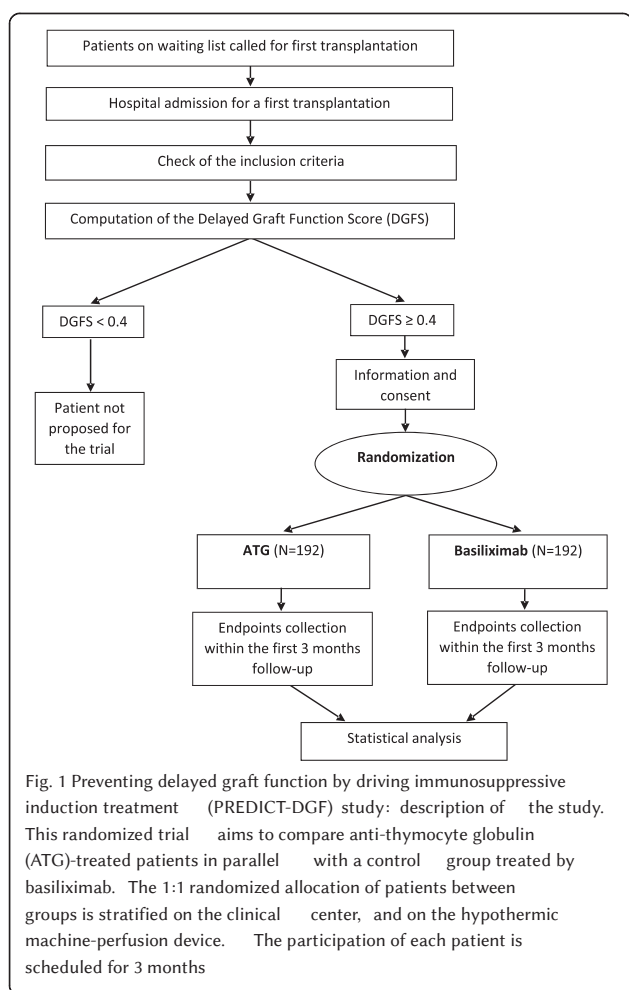 Patients on waiting list called for first transplantation
Hospital admission for a first transplantation
Check of the inclusion criteria
Computation of the Delayed Graft Function Score (DGFS)
DGFS < 0.4
DGFS ≥ 0.4
Patient not
proposed for
the trial
Information and
consent
Randomization
ATG (N=192)
Basiliximab (N=192)
Endpoints collection
within the first 3 months
follow-up
Endpoints collection
within the first 3 months
follow-up
Statistical analysis
Fig. 1 Preventing delayed graft function by driving immunosuppressive
induction treatment (PREDICT-DGF) study: description of the study.
This randomized trial aims to compare anti-thymocyte globulin
(ATG)-treated patients in parallel with a control group treated by
basiliximab. The 1:1 randomized allocation of patients between
groups is stratified on the clinical center, and on the hypothermic
machine-perfusion device. The participation of each patient is
scheduled for 3 months